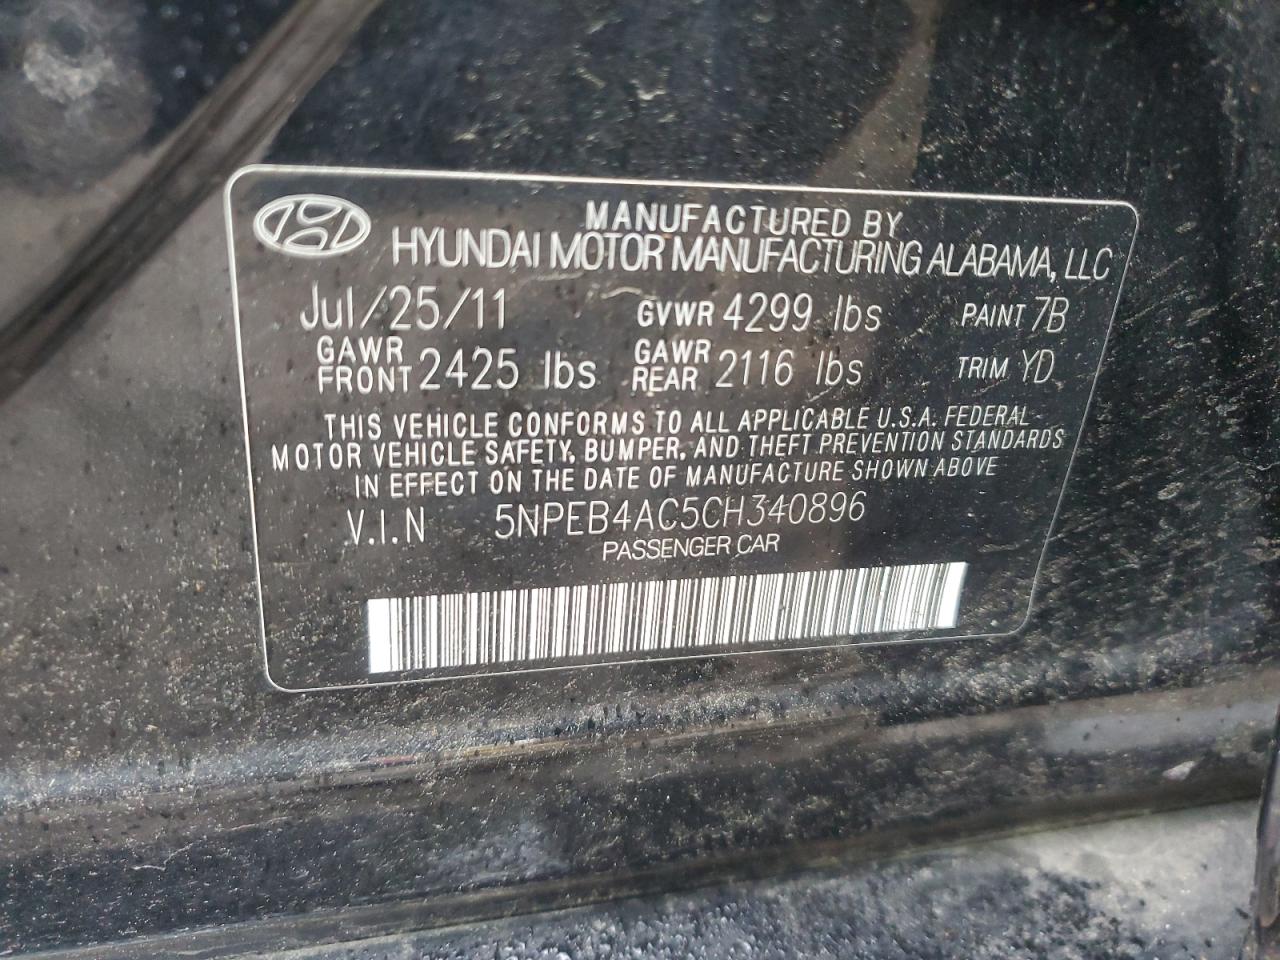 MANUFACTURED BY
HYUNDAI MOTOR MANUFACTURING ALABAMA, LLC
Jul/25/11 GVWR 4299 lbs PAINT 7B
GAWR FRONT 2425 lbs GAWR REAR 2116 lbs TRIM YD
THIS VEHICLE CONFORMS TO ALL APPLICABLE U.S.A. FEDERAL
MOTOR VEHICLE SAFETY, BUMPER, AND THEFT PREVENTION STANDARDS
IN EFFECT ON THE DATE OF MANUFACTURE SHOWN ABOVE
V.I.N 5NPEB4AC5CH340896
PASSENGER CAR